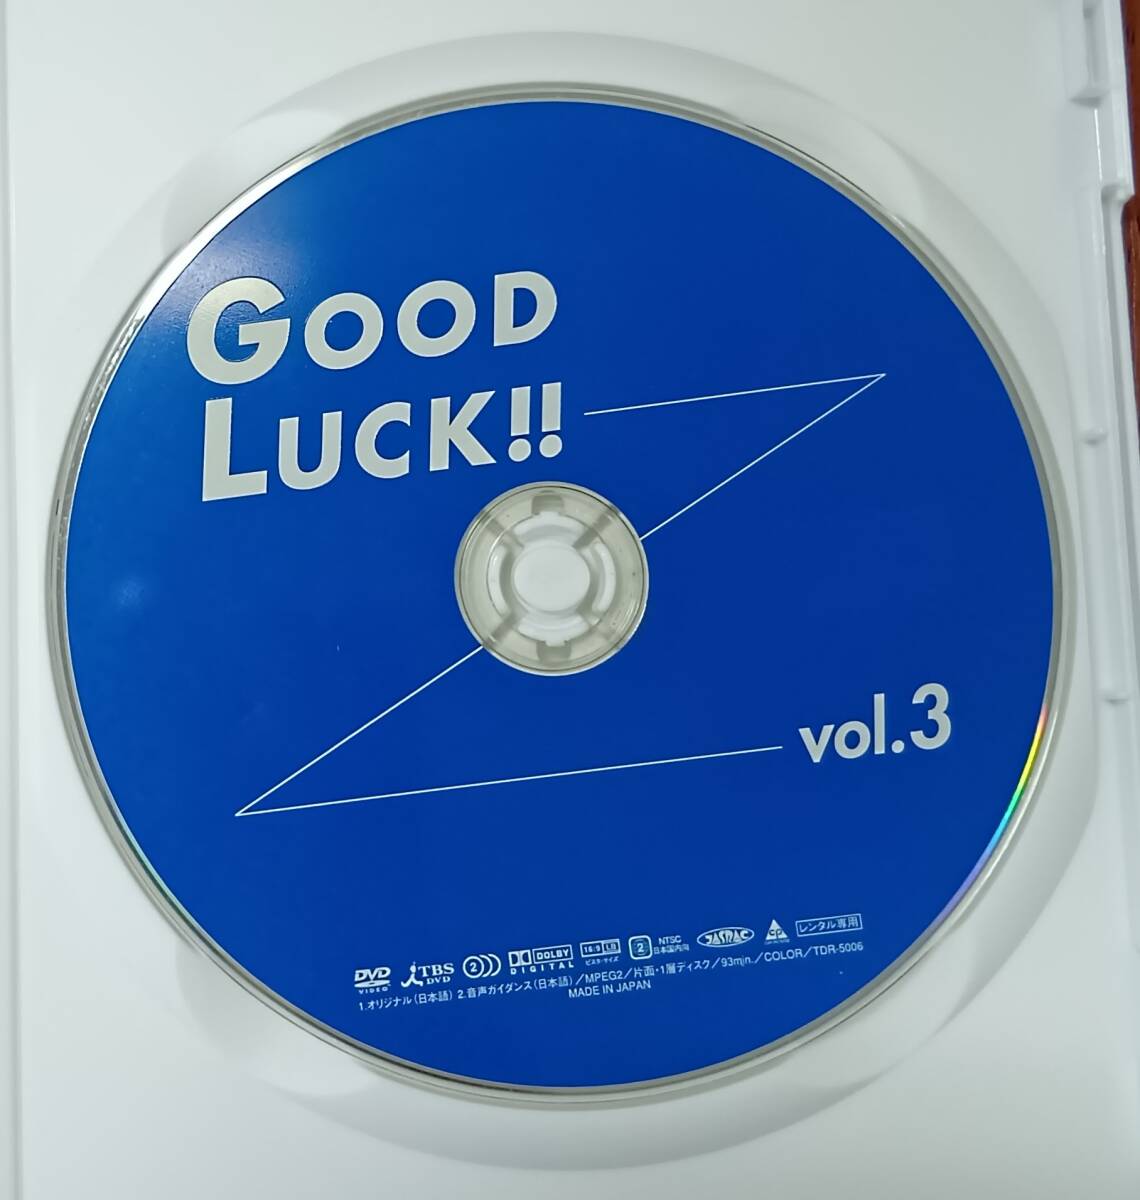 GOOD
LUCK!!
vol.3
DVD VIDEO TBS DVD 2 DOLBY DIGITAL 16:9 LB ビスタ・サイズ 2 NTSC 日本国内向 JASRAC レンタル専用
1.オリジナル(日本語) 2.音声ガイダンス(日本語)/MPEG2/片面・1層ディスク/93min./COLOR/TDR-5006
MADE IN JAPAN